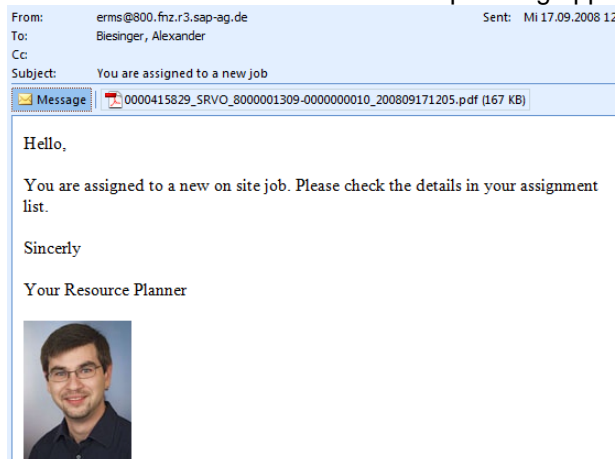 From: erms@800.fnz.r3.sap-ag.de Sent: Mi 17.09.2008 12
To: Biesinger, Alexander
Cc:
Subject: You are assigned to a new job
Message 0000415829_SRVO_8000001309-0000000010_200809171205.pdf (167 KB)
Hello,
You are assigned to a new on site job. Please check the details in your assignment
list.
Sincerly
Your Resource Planner